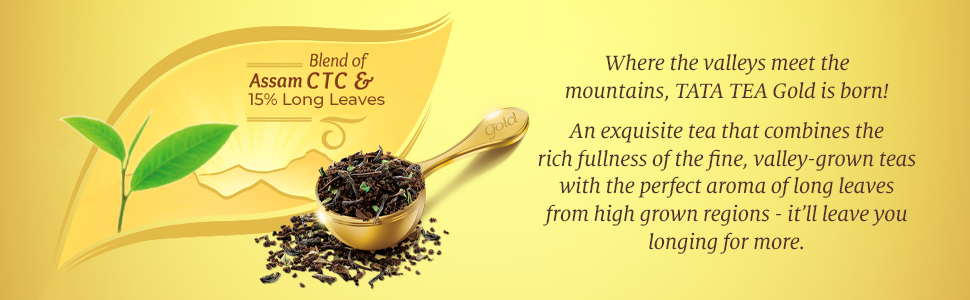 Blend of
Assam CTC &
15% Long Leaves
Gold
Where the valleys meet the
mountains, TATA TEA Gold is born!
An exquisite tea that combines the
rich fullness of the fine, valley-grown teas
with the perfect aroma of long leaves
from high grown regions - it’ll leave you
longing for more.